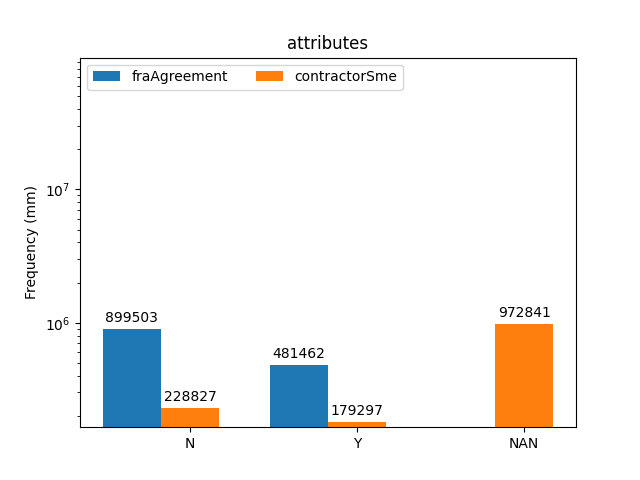 attributes
fraAgreement contractorSme
Frequency (mm)
10^7
10^6
899503
228827
481462
179297
972841
N Y NAN